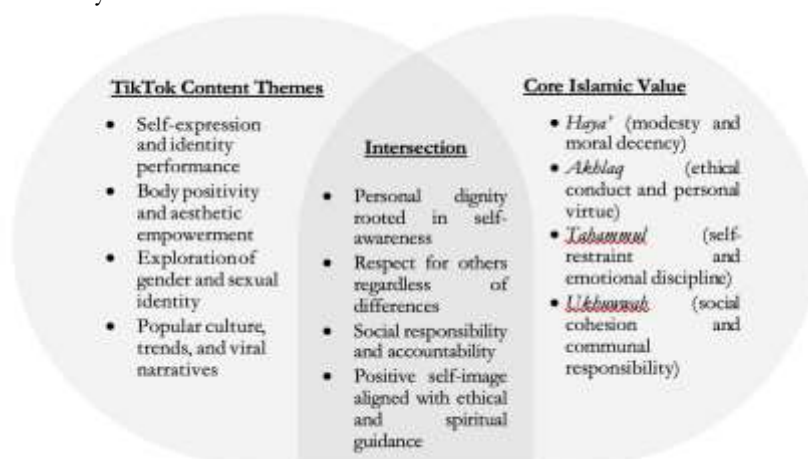 TikTok Content Themes
• Self-expression
and identity
performance
• Body positivity
and aesthetic
empowerment
• Exploration of
gender and sexual
identity
• Popular culture,
trends, and viral
narratives
Intersection
• Personal dignity
rooted in self-
awareness
• Respect for others
regardless of
differences
• Social responsibility
and accountability
• Positive self-image
aligned with ethical
and spiritual
guidance
Core Islamic Value
• Haya' (modesty and
moral decency)
• Akhlaq (ethical
conduct and personal
virtue)
• Tahammul (self-
restraint and
emotional discipline)
• Ukhuwwah (social
cohesion and
communal
responsibility)